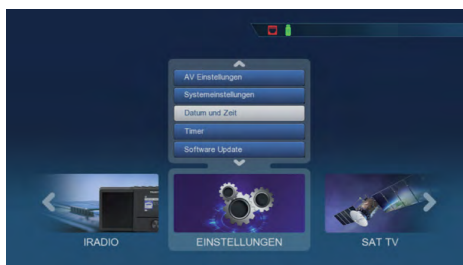 AV Einstellungen
Systemeinstellungen
Datum und Zeit
Timer
Software Update
IRADIO
EINSTELLUNGEN
SAT TV